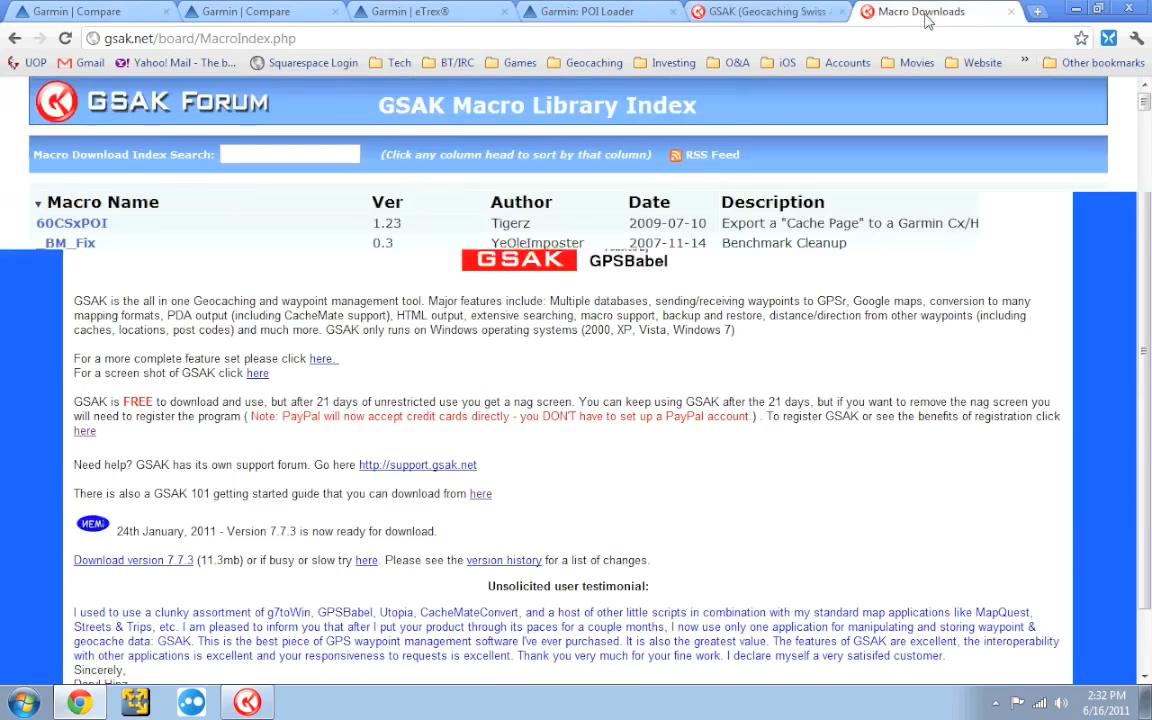 Garmin | Compare
Garmin | Compare
Garmin | eTrex®
Garmin: POI Loader
GSAK (Geocaching Swiss
Macro Downloads
gsak.net/board/MacroIndex.php
UOP
Gmail
Yahoo! Mail - The b...
Squarespace Login
Tech
BT/IRC
Games
Geocaching
Investing
O&A
iOS
Accounts
Movies
Website
»
Other bookmarks
GSAK FORUM
GSAK Macro Library Index
Macro Download Index Search:
(Click any column head to sort by that column)
RSS Feed
Macro Name Ver Author Date Description
60CSxPOI 1.23 Tigerz 2009-07-10 Export a "Cache Page" to a Garmin Cx/H
_BM_Fix 0.3 YeOleImposter 2007-11-14 Benchmark Cleanup
GSAK
GPSBabel
GSAK is the all in one Geocaching and waypoint management tool. Major features include: Multiple databases, sending/receiving waypoints to GPSr, Google maps, conversion to many
mapping formats, PDA output (including CacheMate support), HTML output, extensive searching, macro support, backup and restore, distance/direction from other waypoints (including
caches, locations, post codes) and much more. GSAK only runs on Windows operating systems (2000, XP, Vista, Windows 7)
For a more complete feature set please click here.
For a screen shot of GSAK click here
GSAK is FREE to download and use, but after 21 days of unrestricted use you get a nag screen. You can keep using GSAK after the 21 days, but if you want to remove the nag screen you
will need to register the program ( Note: PayPal will now accept credit cards directly - you DON'T have to set up a PayPal account.) . To register GSAK or see the benefits of registration click
here
Need help? GSAK has its own support forum. Go here http://support.gsak.net
There is also a GSAK 101 getting started guide that you can download from here
NEW!
24th January, 2011 - Version 7.7.3 is now ready for download.
Download version 7.7.3 (11.3mb) or if busy or slow try here. Please see the version history for a list of changes.
Unsolicited user testimonial:
I used to use a clunky assortment of g7toWin, GPSBabel, Utopia, CacheMateConvert, and a host of other little scripts in combination with my standard map applications like MapQuest,
Streets & Trips, etc. I am pleased to inform you that after I put your product through its paces for a couple months, I now use only one application for manipulating and storing waypoint &
geocache data: GSAK. This is the best piece of GPS waypoint management software I've ever purchased. It is also the greatest value. The features of GSAK are excellent, the interoperability
with other applications is excellent and your responsiveness to requests is excellent. Thank you very much for your fine work. I declare myself a very satisifed customer.
Sincerely,
2:32 PM
6/16/2011